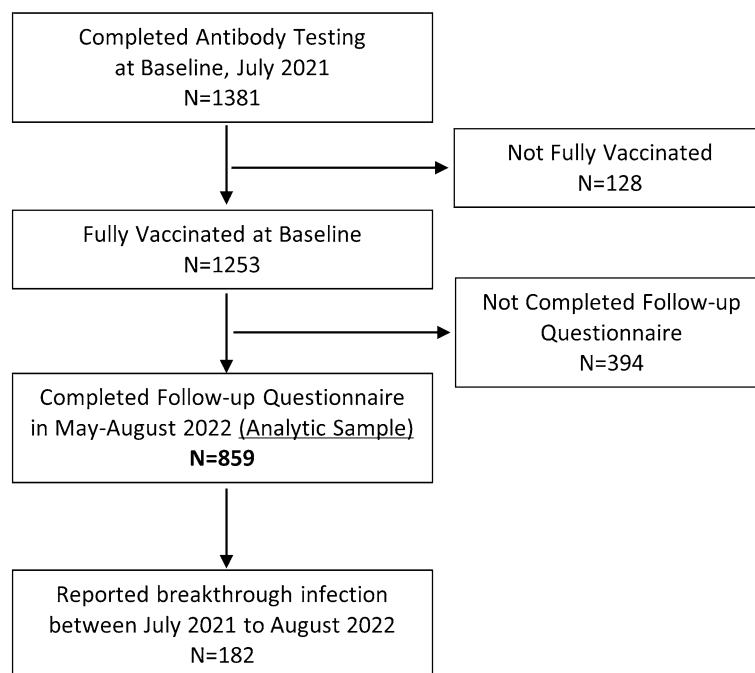 Completed Antibody Testing
at Baseline, July 2021
N=1381
Not Fully Vaccinated
N=128
Fully Vaccinated at Baseline
N=1253
Not Completed Follow-up
Questionnaire
N=394
Completed Follow-up Questionnaire
in May-August 2022 (Analytic Sample)
N=859
Reported breakthrough infection
between July 2021 to August 2022
N=182